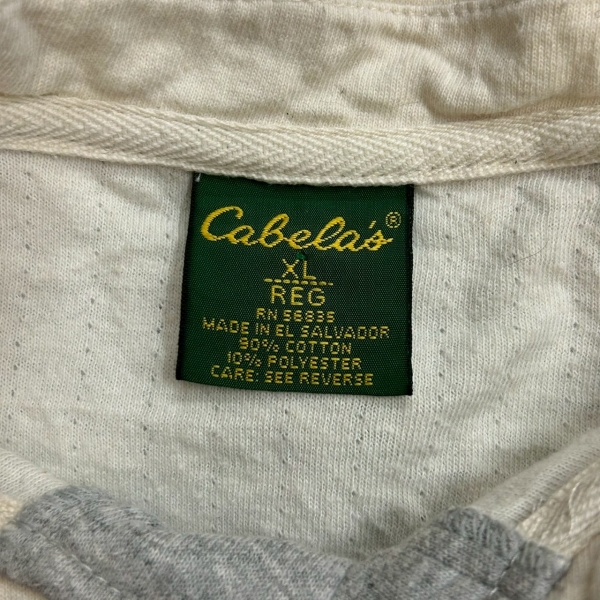 Cabela's®
XL
REG
RN 56835
MADE IN EL SALVADOR
90% COTTON
10% POLYESTER
CARE: SEE REVERSE